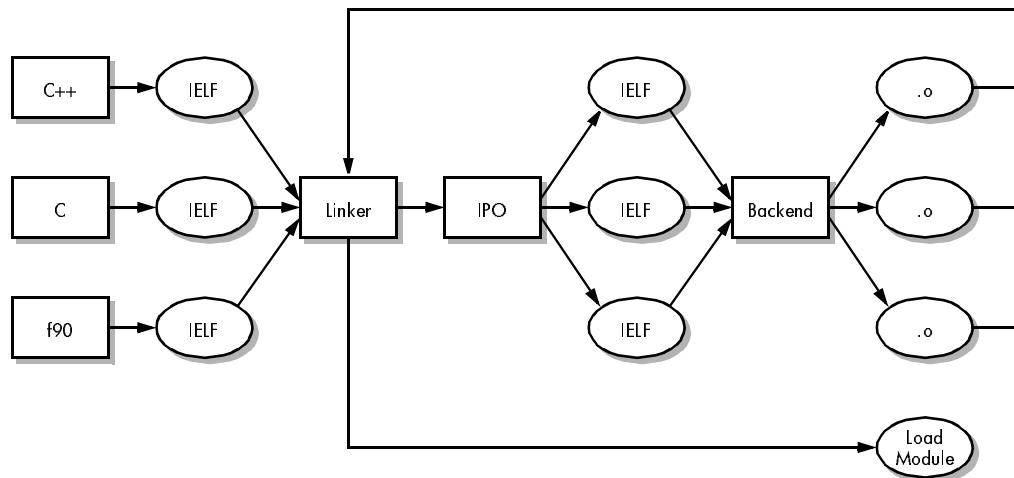 C++
IELF
IELF
.o
C
IELF
Linker
IPO
IELF
Backend
.o
f90
IELF
IELF
.o
Load
Module